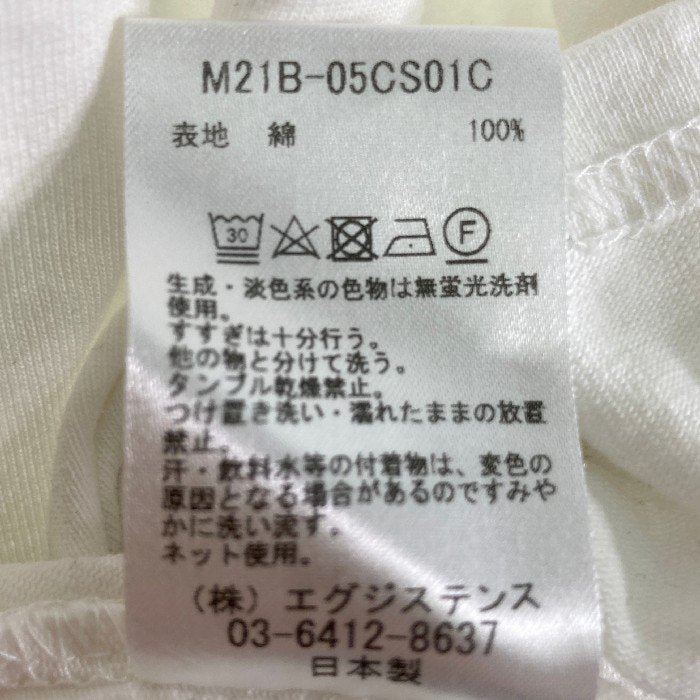 M21B-05CS01C
表地　綿　100%
30
F
生成・淡色系の色物は無蛍光洗剤
使用。
すすぎは十分行う。
他の物と分けて洗う。
タンブル乾燥禁止。
つけ置き洗い・濡れたままの放置
禁止。
汗・飲料水等の付着物は、変色の
原因となる場合があるのですみや
かに洗い流す。
ネット使用。
（株）エグジステンス
03-6412-8637
日本製